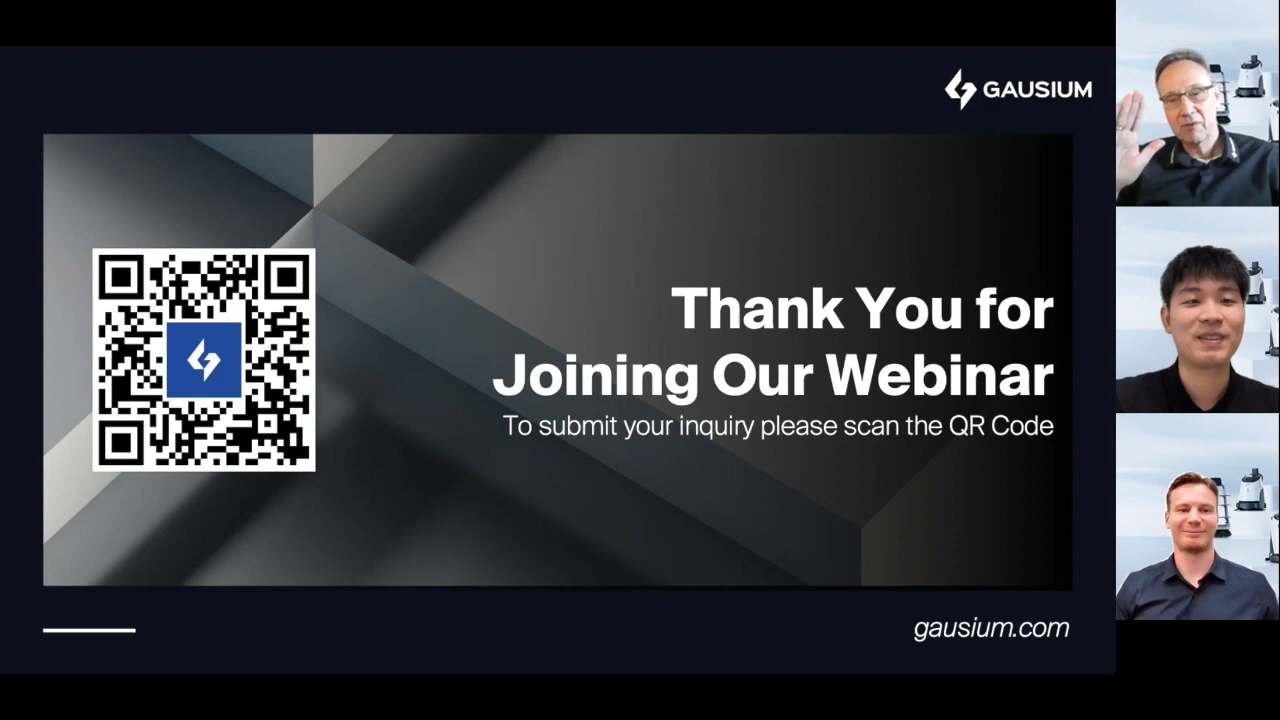 GAUSIUM
Thank You for
Joining Our Webinar
To submit your inquiry please scan the QR Code
gausium.com